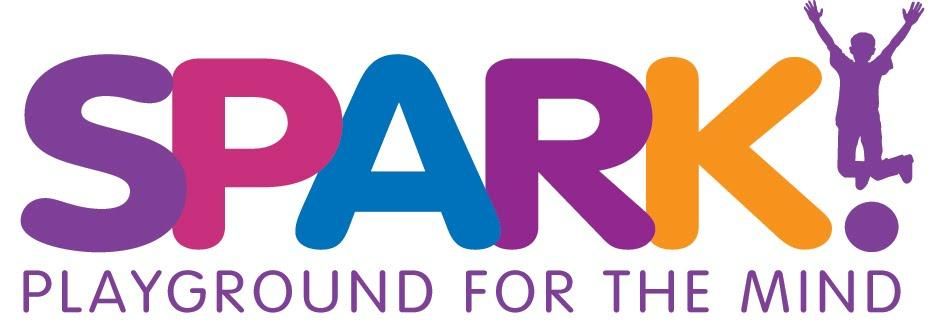 SPARK!
PLAYGROUND FOR THE MIND